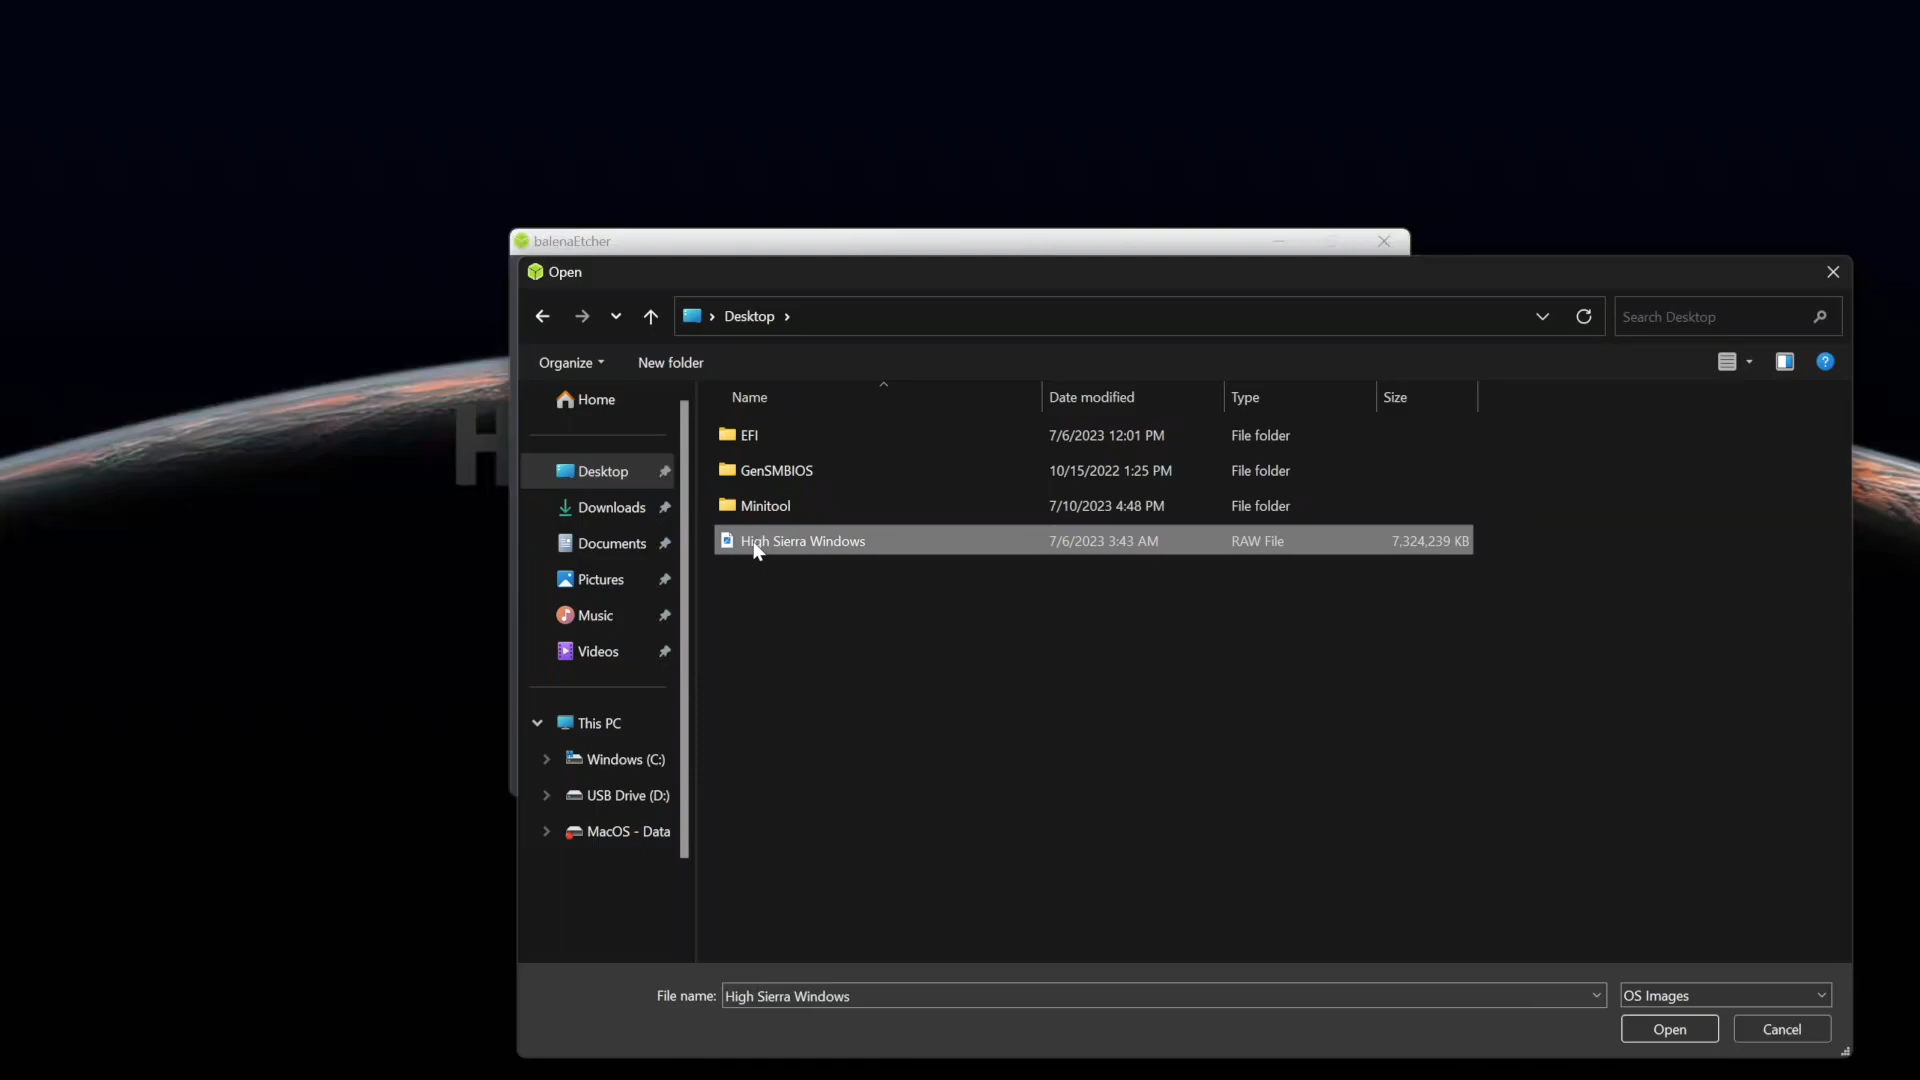 balenaEtcher
Open
Desktop
Search Desktop
Organize
New folder
Home
Name
Date modified
Type
Size
EFI
7/6/2023 12:01 PM
File folder
Desktop
GenSMBIOS
10/15/2022 1:25 PM
File folder
Downloads
Minitool
7/10/2023 4:48 PM
File folder
Documents
High Sierra Windows
7/6/2023 3:43 AM
RAW File
7,324,239 KB
Pictures
Music
Videos
This PC
Windows (C:)
USB Drive (D:)
MacOS - Data
File name:
High Sierra Windows
OS Images
Open
Cancel